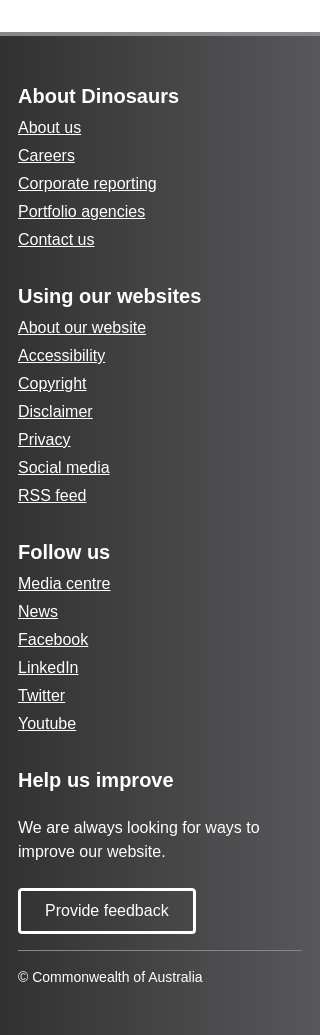 About Dinosaurs
About us
Careers
Corporate reporting
Portfolio agencies
Contact us
Using our websites
About our website
Accessibility
Copyright
Disclaimer
Privacy
Social media
RSS feed
Follow us
Media centre
News
Facebook
LinkedIn
Twitter
Youtube
Help us improve
We are always looking for ways to
improve our website.
Provide feedback
© Commonwealth of Australia